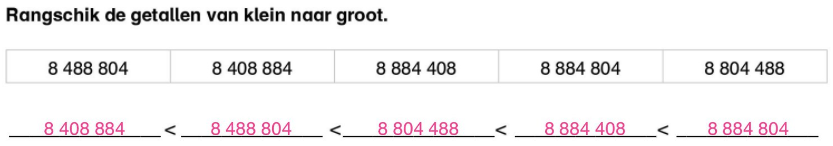 Rangschik de getallen van klein naar groot.
8 488 804 8 408 884 8 884 408 8 884 804 8 804 488
8 408 884 < 8 488 804 < 8 804 488 < 8 884 408 < 8 884 804